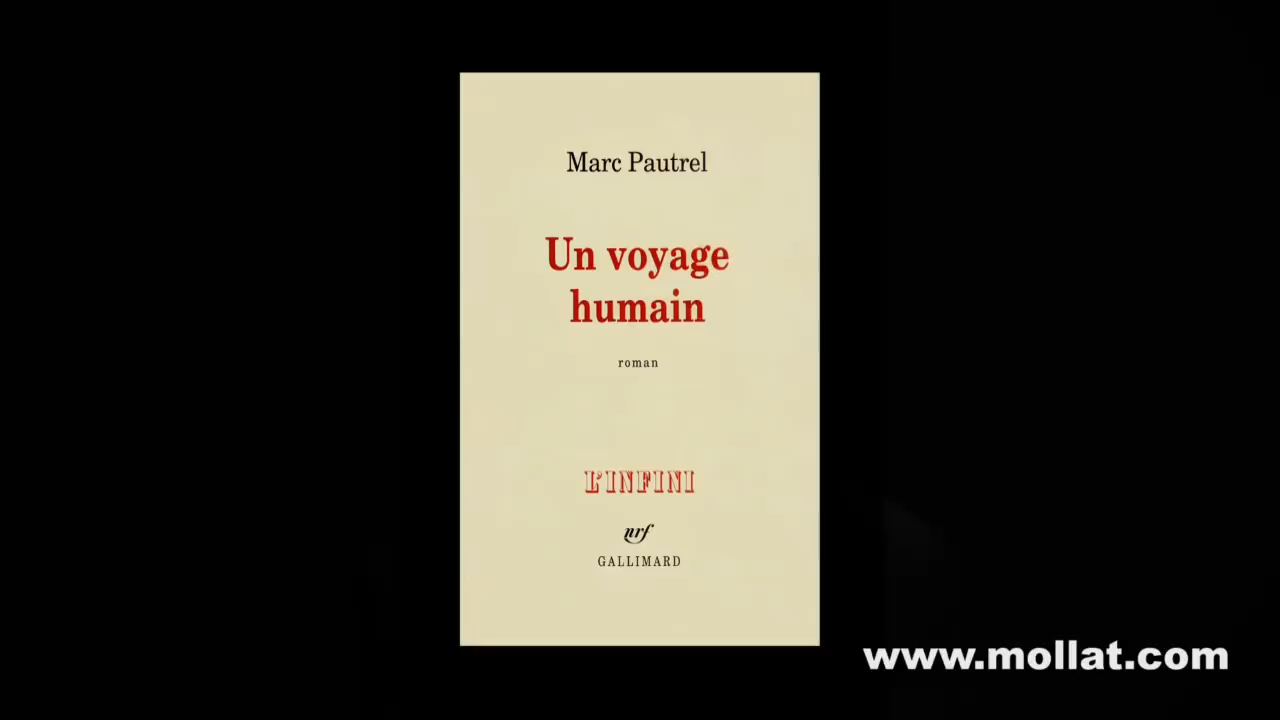 Marc Pautrel
Un voyage
humain
roman
L'INFINI
nrf
GALLIMARD
www.mollat.com